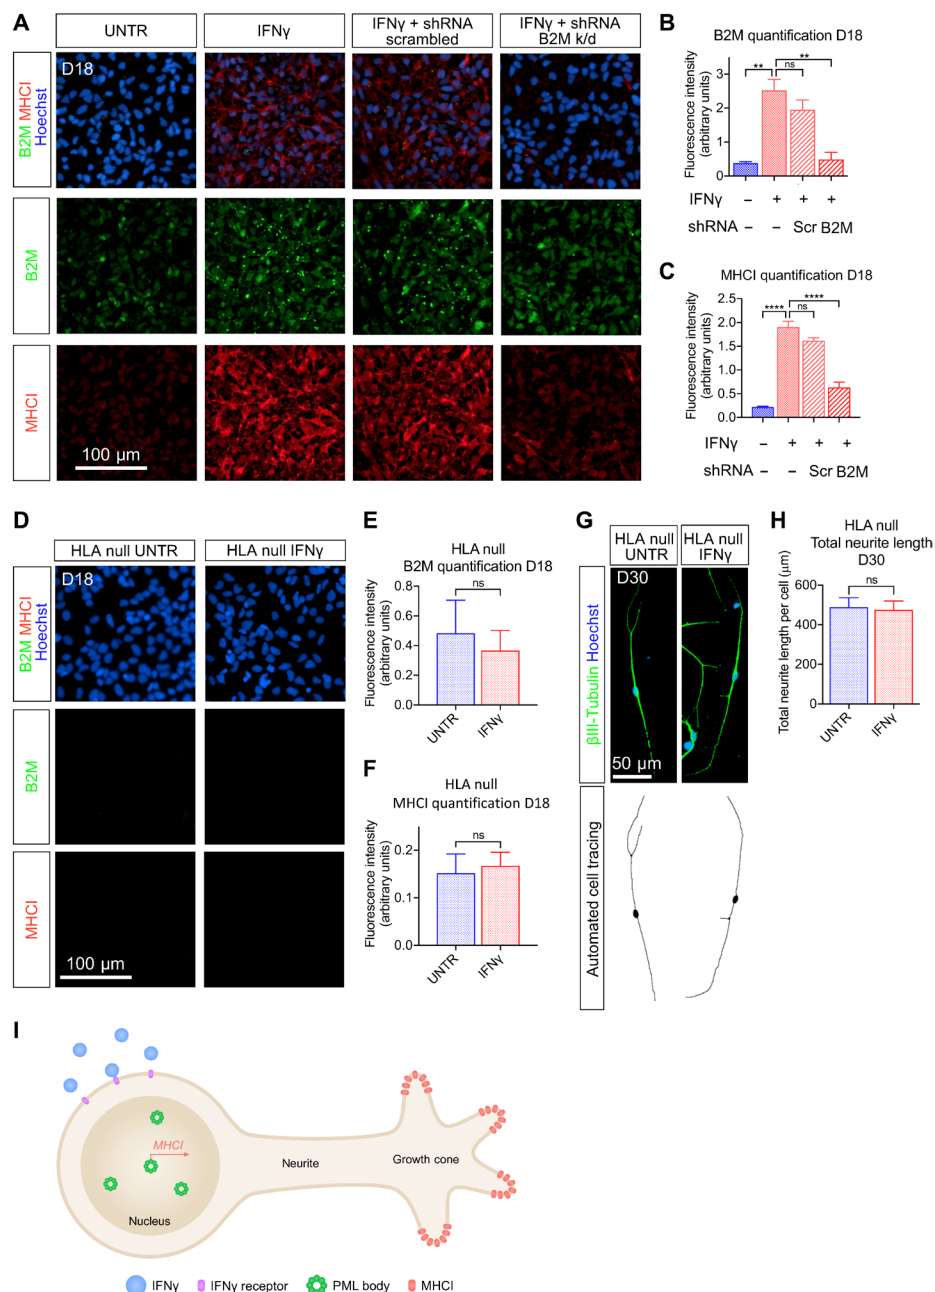 A
UNTR
IFNγ
IFNγ + shRNA
scrambled
IFNγ + shRNA
B2M k/d
B2M MHCI
Hoechst
D18
B2M
MHCI
100 μm
B
B2M quantification D18
Fluorescence intensity
(arbitrary units)
3
2
1
0
**
**
ns
IFNγ – + + +
shRNA – – Scr B2M
C
MHCI quantification D18
Fluorescence intensity
(arbitrary units)
2.5
2.0
1.5
1.0
0.5
0.0
****
****
ns
IFNγ – + + +
shRNA – – Scr B2M
D
HLA null UNTR
HLA null IFNγ
B2M MHCI
Hoechst
D18
B2M
MHCI
100 μm
E
HLA null
B2M quantification D18
Fluorescence intensity
(arbitrary units)
0.8
0.6
0.4
0.2
0.0
ns
UNTR
IFNγ
F
HLA null
MHCI quantification D18
Fluorescence intensity
(arbitrary units)
0.2
0.1
0.0
ns
UNTR
IFNγ
G
HLA null
UNTR
HLA null
IFNγ
βIII-Tubulin Hoechst
D30
50 μm
Automated cell tracing
H
HLA null
Total neurite length
D30
Total neurite length per cell (μm)
600
400
200
0
ns
UNTR
IFNγ
I
MHCI
Nucleus
Neurite
Growth cone
IFNγ
IFNγ receptor
PML body
MHCI